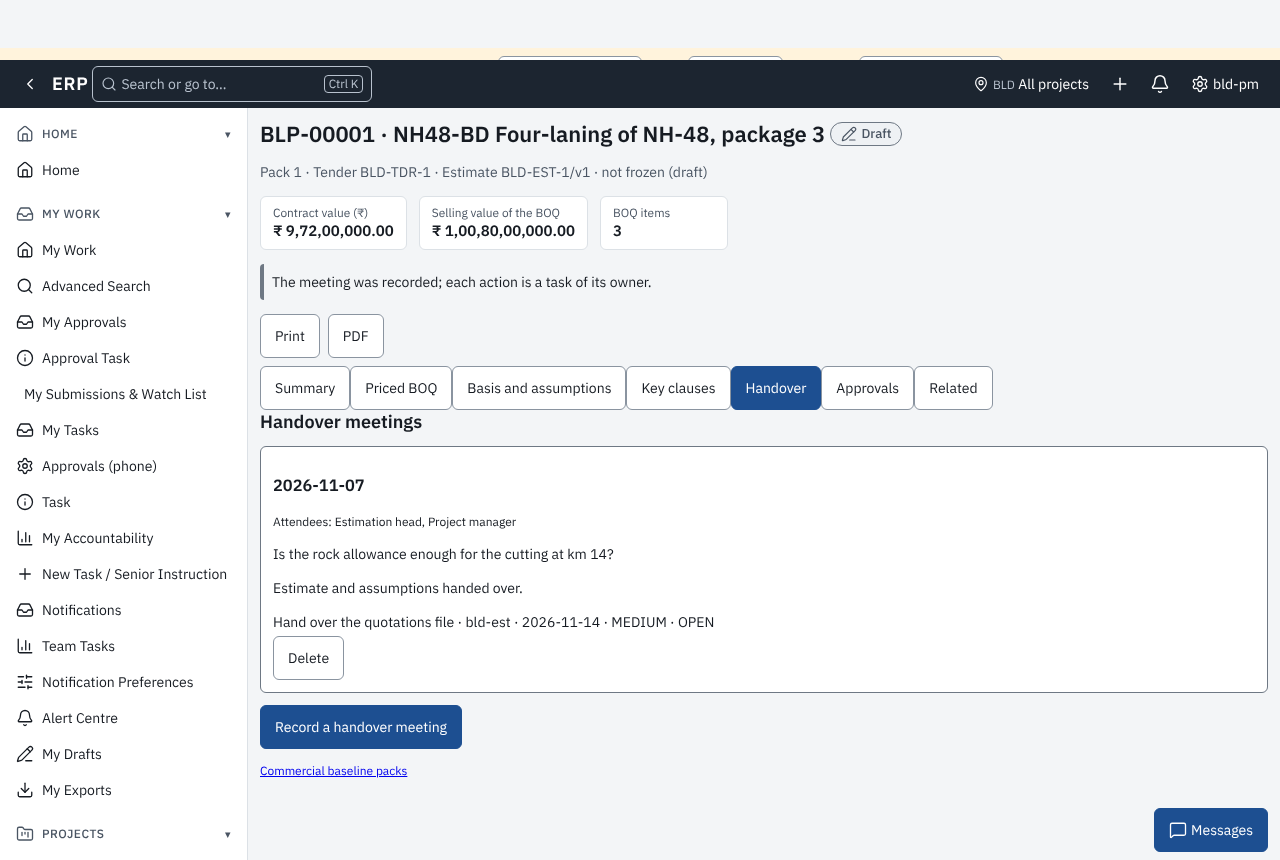 ERP
Search or go to...
Ctrl K
BLD All projects
bld-pm
HOME
Home
MY WORK
My Work
Advanced Search
My Approvals
Approval Task
My Submissions & Watch List
My Tasks
Approvals (phone)
Task
My Accountability
New Task / Senior Instruction
Notifications
Team Tasks
Notification Preferences
Alert Centre
My Drafts
My Exports
PROJECTS
BLP-00001 · NH48-BD Four-laning of NH-48, package 3
Draft
Pack 1 · Tender BLD-TDR-1 · Estimate BLD-EST-1/v1 · not frozen (draft)
Contract value (₹)
₹ 9,72,00,000.00
Selling value of the BOQ
₹ 1,00,80,00,000.00
BOQ items
3
The meeting was recorded; each action is a task of its owner.
Print
PDF
Summary
Priced BOQ
Basis and assumptions
Key clauses
Handover
Approvals
Related
Handover meetings
2026-11-07
Attendees: Estimation head, Project manager
Is the rock allowance enough for the cutting at km 14?
Estimate and assumptions handed over.
Hand over the quotations file · bld-est · 2026-11-14 · MEDIUM · OPEN
Delete
Record a handover meeting
Commercial baseline packs
Messages